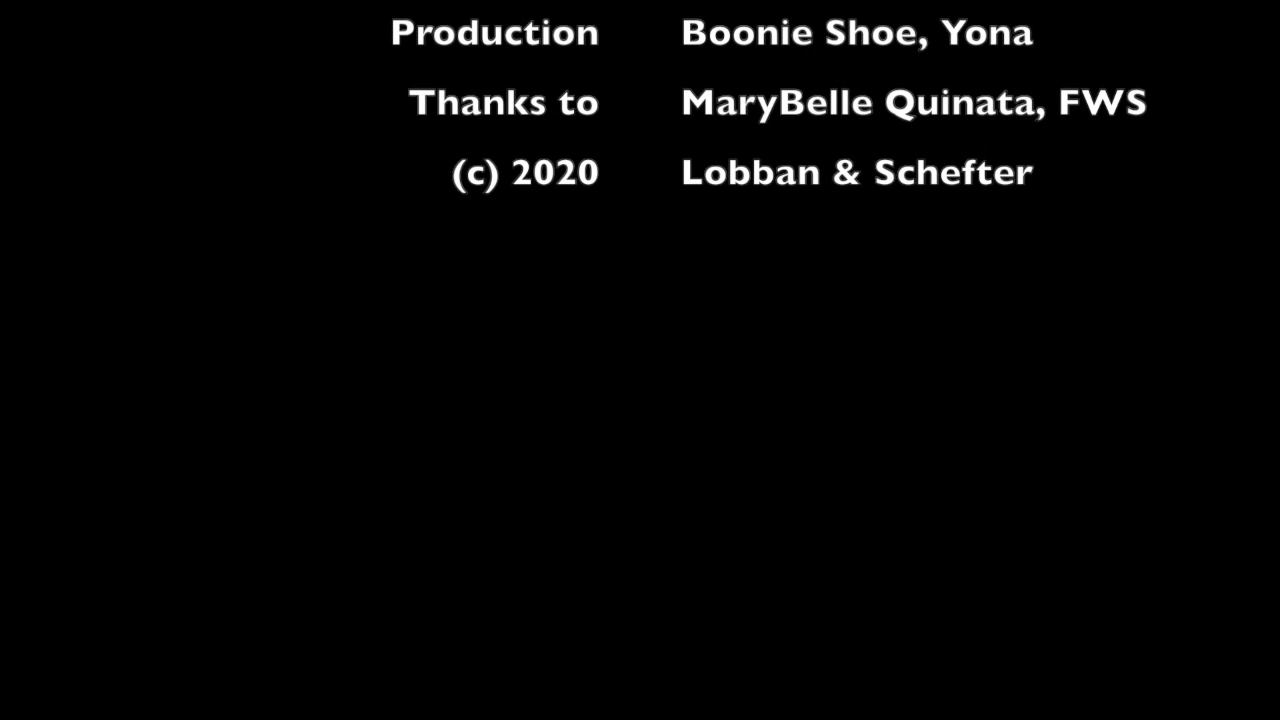 Production Boonie Shoe, Yona
Thanks to MaryBelle Quinata, FWS
(c) 2020 Lobban & Schefter